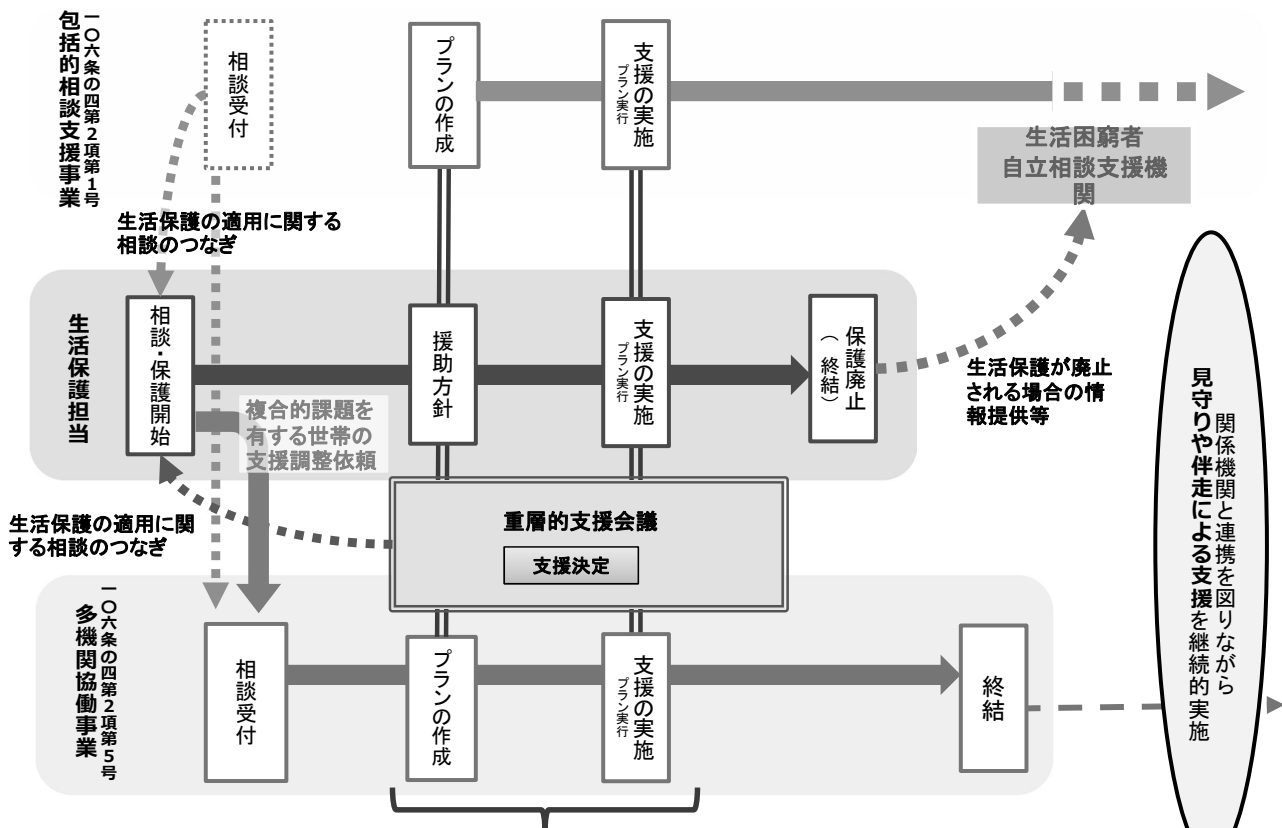 一〇六条の四第2項第1号
包括的相談支援事業
相談受付
プランの作成
支援の実施
プラン実行
生活困窮者
自立相談支援機
関
生活保護の適用に関する
相談のつなぎ
生活保護担当
相談・保護開始
援助方針
支援の実施
プラン実行
保護廃止
（終結）
生活保護が廃止
される場合の情
報提供等
複合的課題を
有する世帯の
支援調整依頼
生活保護の適用に関
する相談のつなぎ
重層的支援会議
支援決定
一〇六条の四第2項第5号
多機関協働事業
相談受付
プランの作成
支援の実施
プラン実行
終結
関係機関と連携を図りながら
見守りや伴走による支援を継続的実施